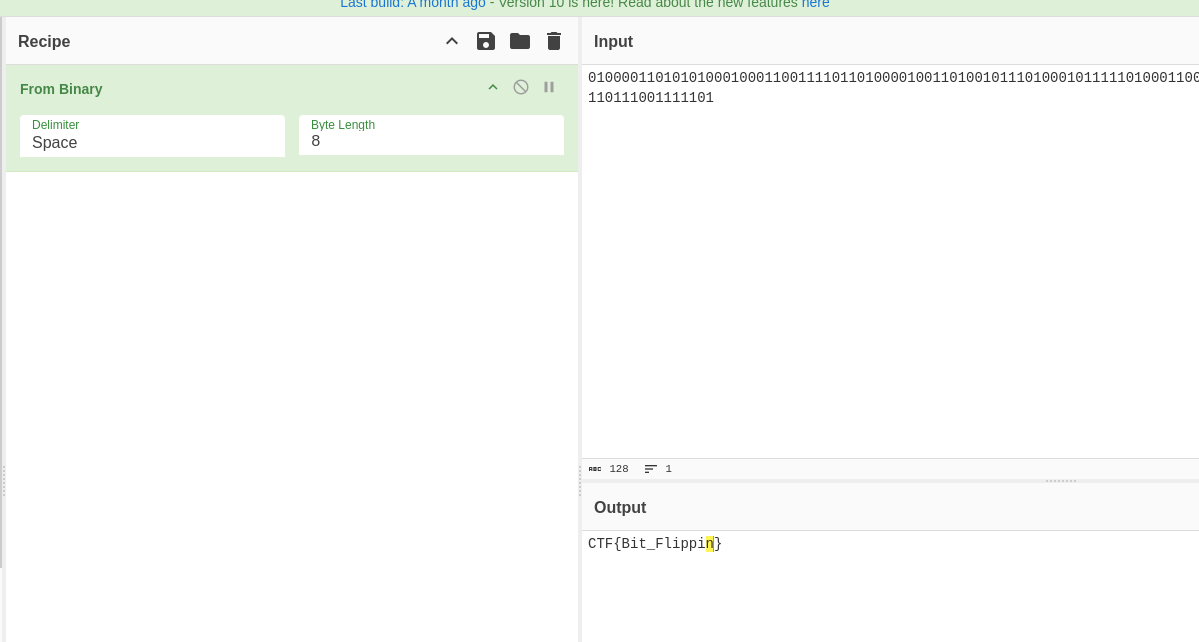 Last build: A month ago - Version 10 is here! Read about the new features here
Recipe
From Binary
Delimiter
Space
Byte Length
8
Input
0100001101010100010001100111101101000010011010010111010001011111010001100
110111001111101
ABC 128 1
Output
CTF{Bit_Flippin}